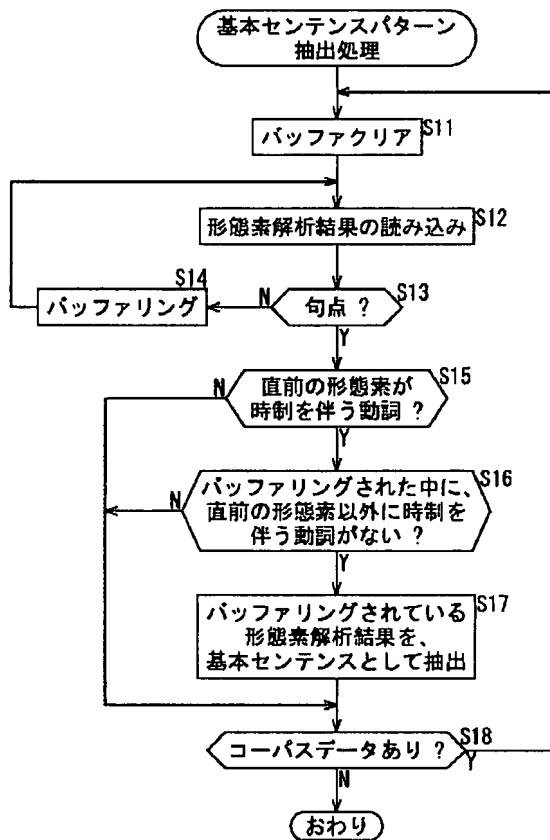 基本センテンスパターン
抽出処理
バッファクリア
S11
形態素解析結果の読み込み
S12
句点 ?
S13
N
Y
バッファリング
S14
直前の形態素が
時制を伴う動詞 ?
S15
N
Y
バッファリングされた中に、
直前の形態素以外に時制を
伴う動詞がない ?
S16
N
Y
バッファリングされている
形態素解析結果を、
基本センテンスとして抽出
S17
コーパスデータあり ?
S18
Y
N
おわり